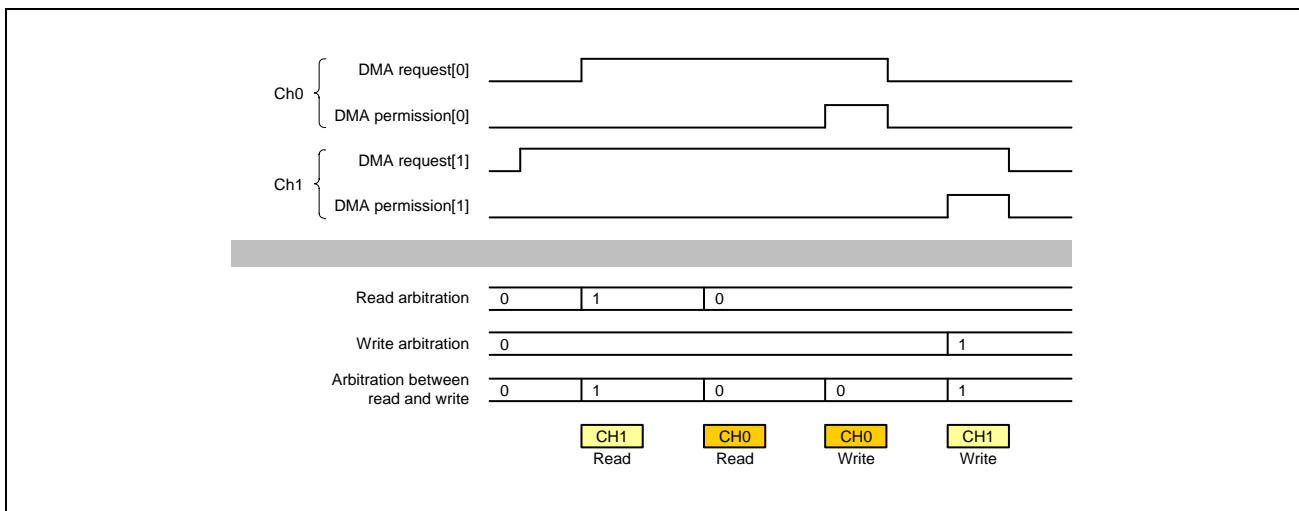 DMA request[0]
Ch0
DMA permission[0]
DMA request[1]
Ch1
DMA permission[1]
Read arbitration 0 1 0
Write arbitration 0 1
Arbitration between
read and write 0 1 0 0 1
CH1 CH0 CH0 CH1
Read Read Write Write